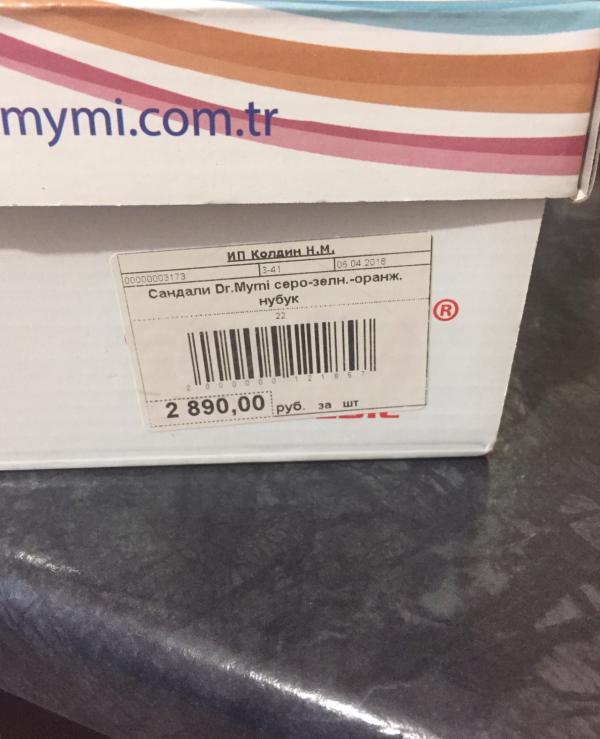 mymi.com.tr
ИП Колдин Н.М.
00000003173 3-41 06.04.2018
Сандали Dr.Mymi серо-зелн.-оранж.
нубук
22
®
2 890,00 руб. за шт